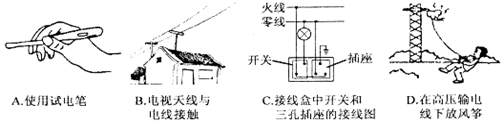 火线
零线
开关
插座
A.使用试电笔
B.电视天线与
电线接触
C.接线盒中开关和
三孔插座的接线图
D.在高压输电
线下放风筝